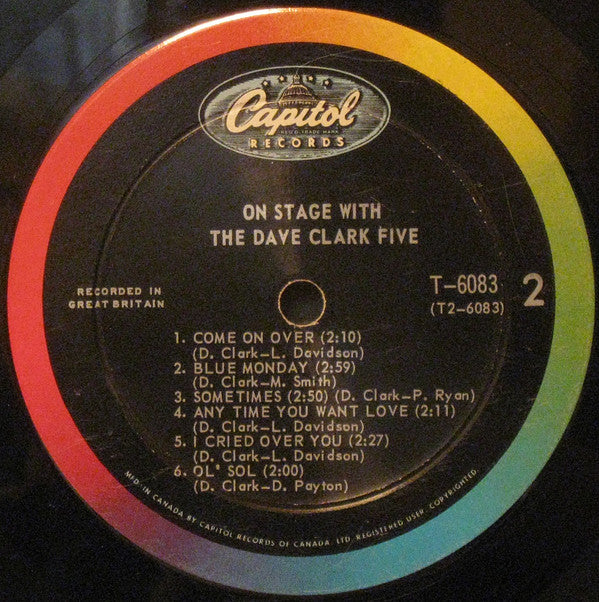 Capitol
REG'D. TRADE MARK
RECORDS
ON STAGE WITH
THE DAVE CLARK FIVE
RECORDED IN
GREAT BRITAIN
T-6083
(T2-6083)
2
1. COME ON OVER (2:10)
(D. Clark-L. Davidson)
2. BLUE MONDAY (2:59)
(D. Clark-M. Smith)
3. SOMETIMES (2:50) (D. Clark-P. Ryan)
4. ANY TIME YOU WANT LOVE (2:11)
(D. Clark-L. Davidson)
5. I CRIED OVER YOU (2:27)
(D. Clark-L. Davidson)
6. OL' SOL (2:00)
(D. Clark-D. Payton)
MFD. IN CANADA BY CAPITOL RECORDS OF CANADA, LTD. REGISTERED USER. COPYRIGHTED.